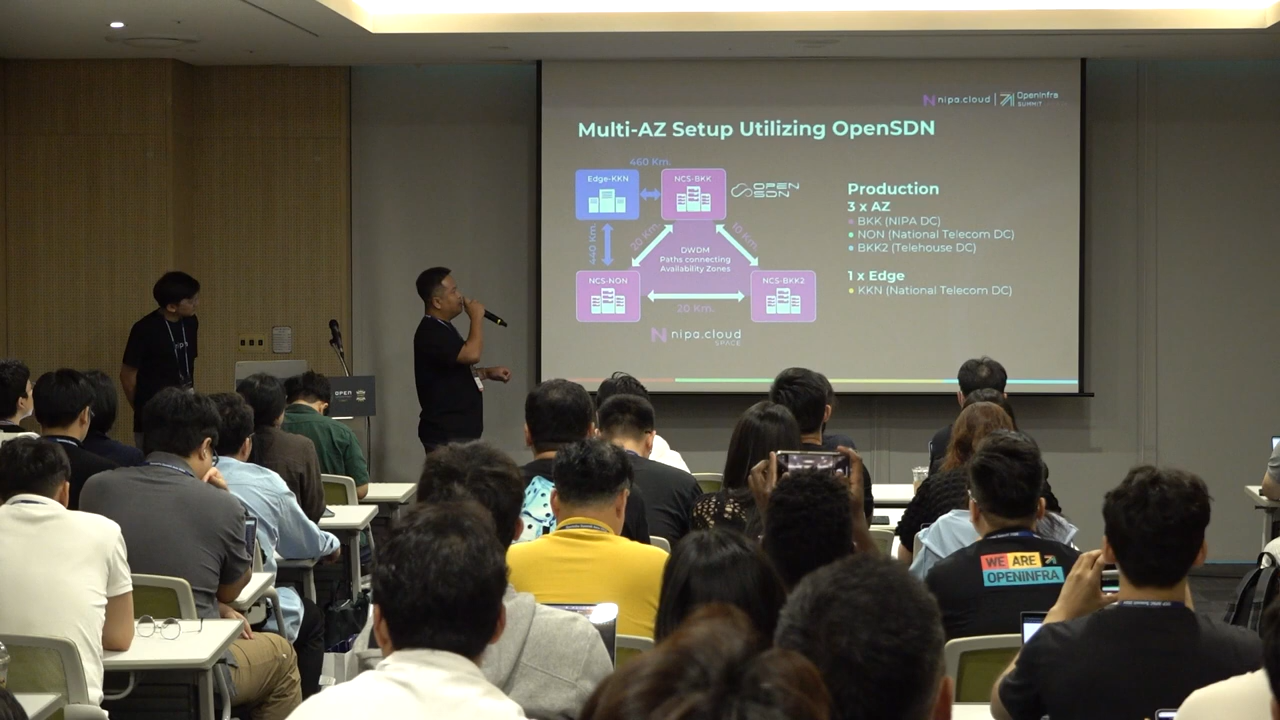 nipa.cloud | OpenInfra
SUMMIT
Multi-AZ Setup Utilizing OpenSDN
460 Km.
Edge-KKN
NCS-BKK
OPEN
SDN
440 Km
20 Km
10 Km.
DWDM
Paths connecting
Availability Zones
NCS-NON
NCS-BKK2
20 Km.
nipa.cloud
SPACE
Production
3 x AZ
BKK (NIPA DC)
NON (National Telecom DC)
BKK2 (Telehouse DC)
1 x Edge
KKN (National Telecom DC)
OPEN
WE ARE
OPENINFRA